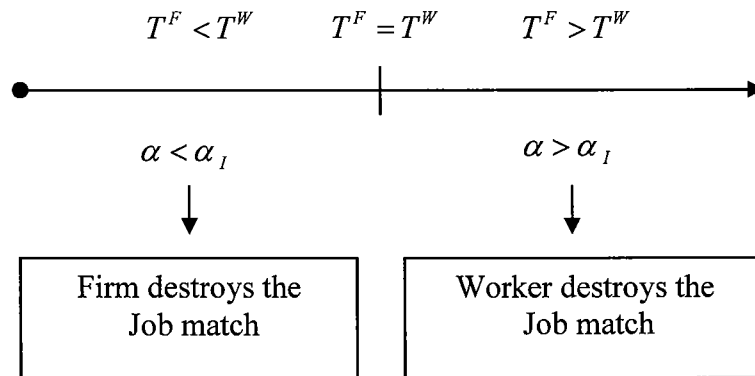 T^F < T^W T^F = T^W T^F > T^W
α < α_I α > α_I
Firm destroys the Worker destroys the
Job match Job match